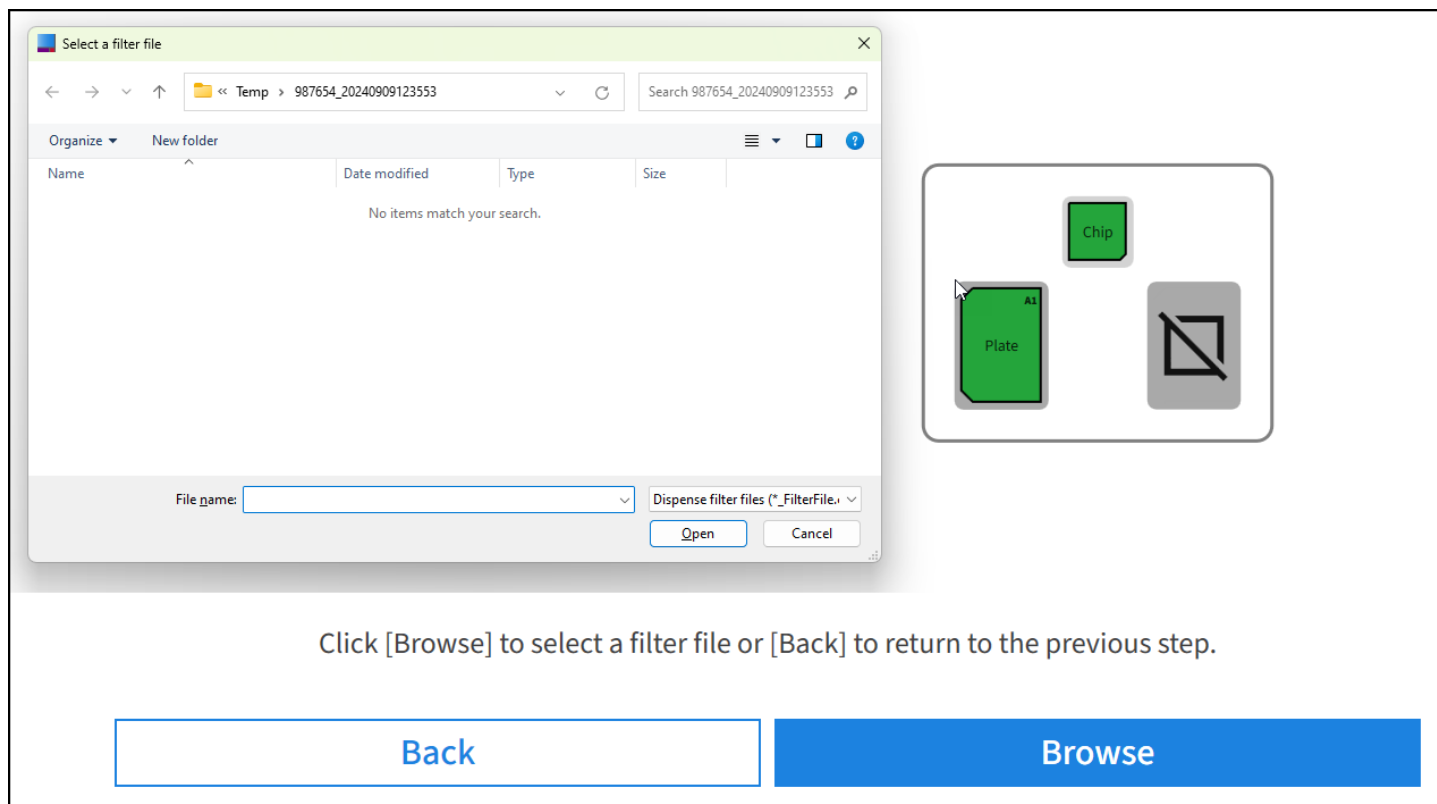 Select a filter file
« Temp › 987654_20240909123553
Search 987654_20240909123553
Organize
New folder
Name
Date modified
Type
Size
No items match your search.
File name:
Dispense filter files (*_FilterFile.
Open
Cancel
Chip
A1
Plate
Click [Browse] to select a filter file or [Back] to return to the previous step.
Back
Browse